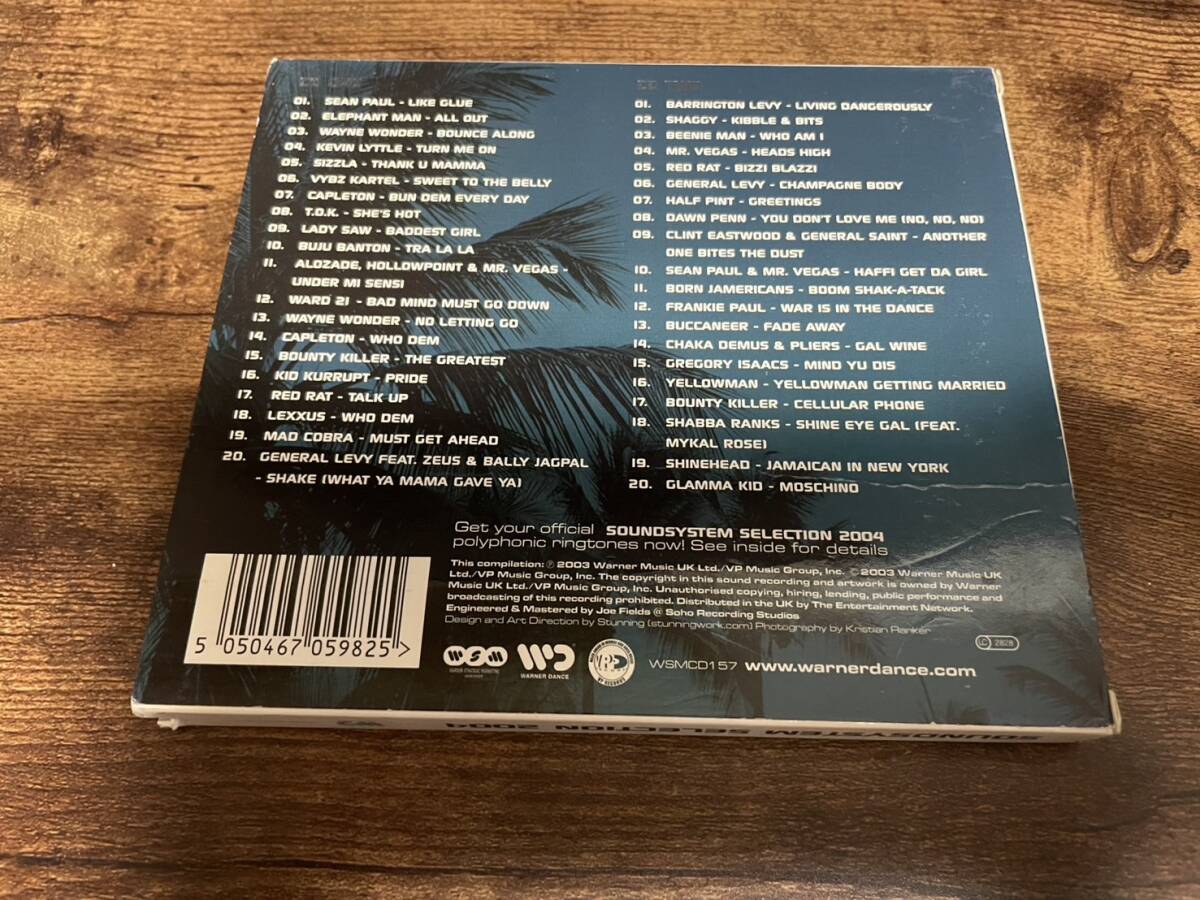 01. SEAN PAUL - LIKE GLUE
02. ELEPHANT MAN - ALL OUT
03. WAYNE WONDER - BOUNCE ALONG
04. KEVIN LYTTLE - TURN ME ON
05. SIZZLA - THANK U MAMMA
06. VYBZ KARTEL - SWEET TO THE BELLY
07. CAPLETON - BUN DEM EVERY DAY
08. T.O.K. - SHE'S HOT
09. LADY SAW - BADDEST GIRL
10. BUJU BANTON - TRA LA LA
11. ALOZADE, HOLLOWPOINT & MR. VEGAS -
UNDER MI SENSI
12. WARD 21 - BAD MIND MUST GO DOWN
13. WAYNE WONDER - NO LETTING GO
14. CAPLETON - WHO DEM
15. BOUNTY KILLER - THE GREATEST
16. KID KURRUPT - PRIDE
17. RED RAT - TALK UP
18. LEXXUS - WHO DEM
19. MAD COBRA - MUST GET AHEAD
20. GENERAL LEVY FEAT. ZEUS & BALLY JAGPAL
- SHAKE (WHAT YA MAMA GAVE YA)
01. BARRINGTON LEVY - LIVING DANGEROUSLY
02. SHAGGY - KIBBLE & BITS
03. BEENIE MAN - WHO AM I
04. MR. VEGAS - HEADS HIGH
05. RED RAT - BIZZI BLAZZI
06. GENERAL LEVY - CHAMPAGNE BODY
07. HALF PINT - GREETINGS
08. DAWN PENN - YOU DON'T LOVE ME (NO, NO, NO)
09. CLINT EASTWOOD & GENERAL SAINT - ANOTHER
ONE BITES THE DUST
10. SEAN PAUL & MR. VEGAS - HAFFI GET DA GIRL
11. BORN JAMERICANS - BOOM SHAK-A-TACK
12. FRANKIE PAUL - WAR IS IN THE DANCE
13. BUCCANEER - FADE AWAY
14. CHAKA DEMUS & PLIERS - GAL WINE
15. GREGORY ISAACS - MIND YU DIS
16. YELLOWMAN - YELLOWMAN GETTING MARRIED
17. BOUNTY KILLER - CELLULAR PHONE
18. SHABBA RANKS - SHINE EYE GAL (FEAT.
MYKAL ROSE)
19. SHINEHEAD - JAMAICAN IN NEW YORK
20. GLAMMA KID - MOSCHINO
Get your official SOUNDSYSTEM SELECTION 2004
polyphonic ringtones now! See inside for details
This compilation: ℗ 2003 Warner Music UK Ltd./VP Music Group, Inc. © 2003 Warner Music UK
Ltd./VP Music Group, Inc. The copyright in this sound recording and artwork is owned by Warner
Music UK Ltd./VP Music Group, Inc. Unauthorised copying, hiring, lending, public performance and
broadcasting of this recording prohibited. Distributed in the UK by The Entertainment Network.
Engineered & Mastered by Joe Fields @ Soho Recording Studios
Design and Art Direction by Stunning (stunningwork.com) Photography by Kristian Ranker
5 050467 059825 >
WSM
WARNER DANCE
VP RECORDS
WSMCD157 www.warnerdance.com
LC 2828
SOUNDSYSTEM SELECTION 2004